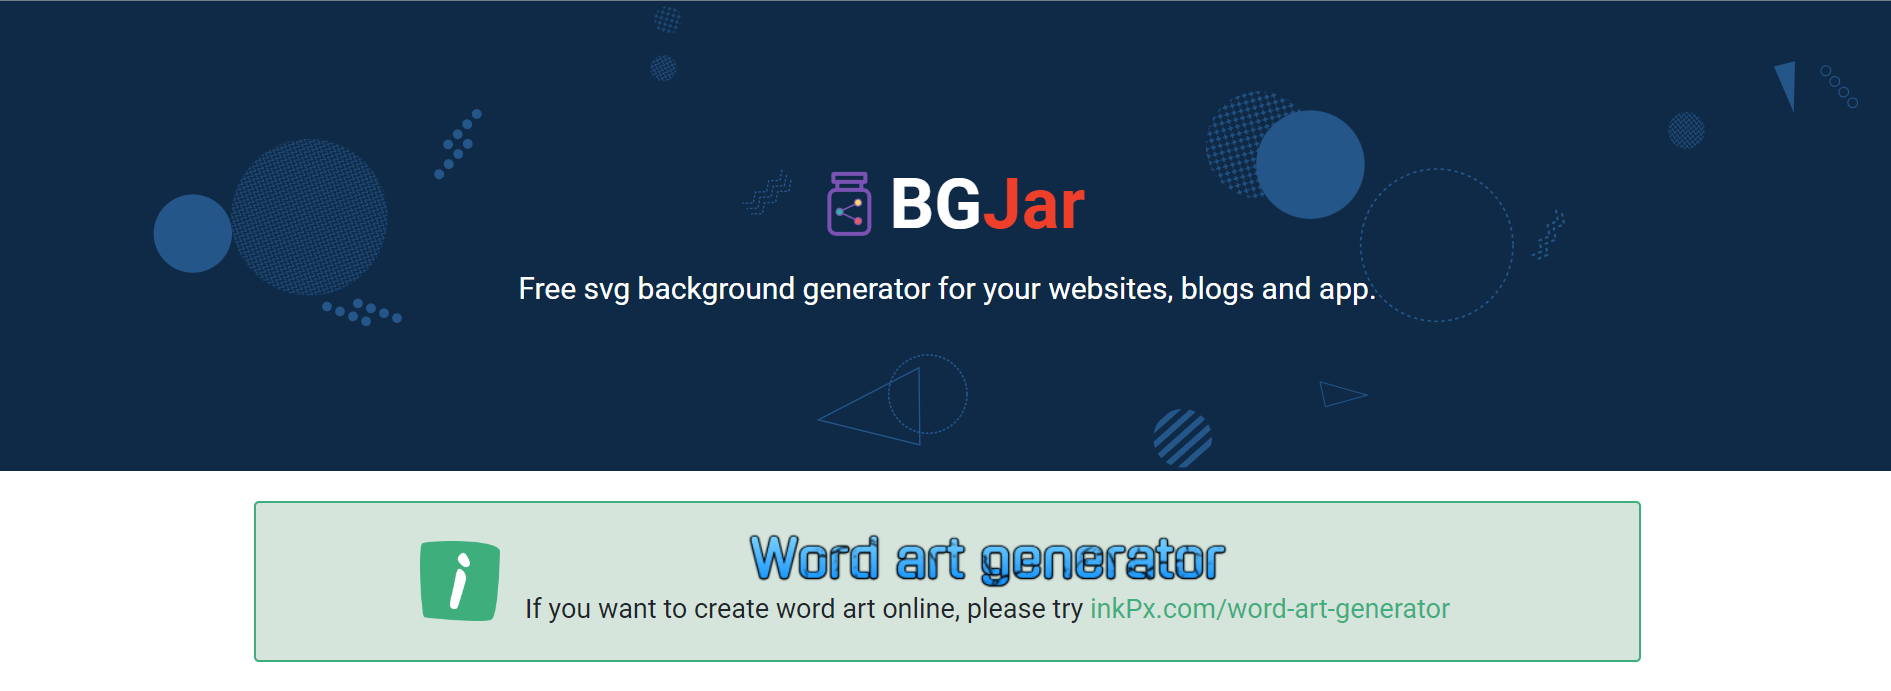 BGJar
Free svg background generator for your websites, blogs and app.
Word art generator
If you want to create word art online, please try inkPx.com/word-art-generator